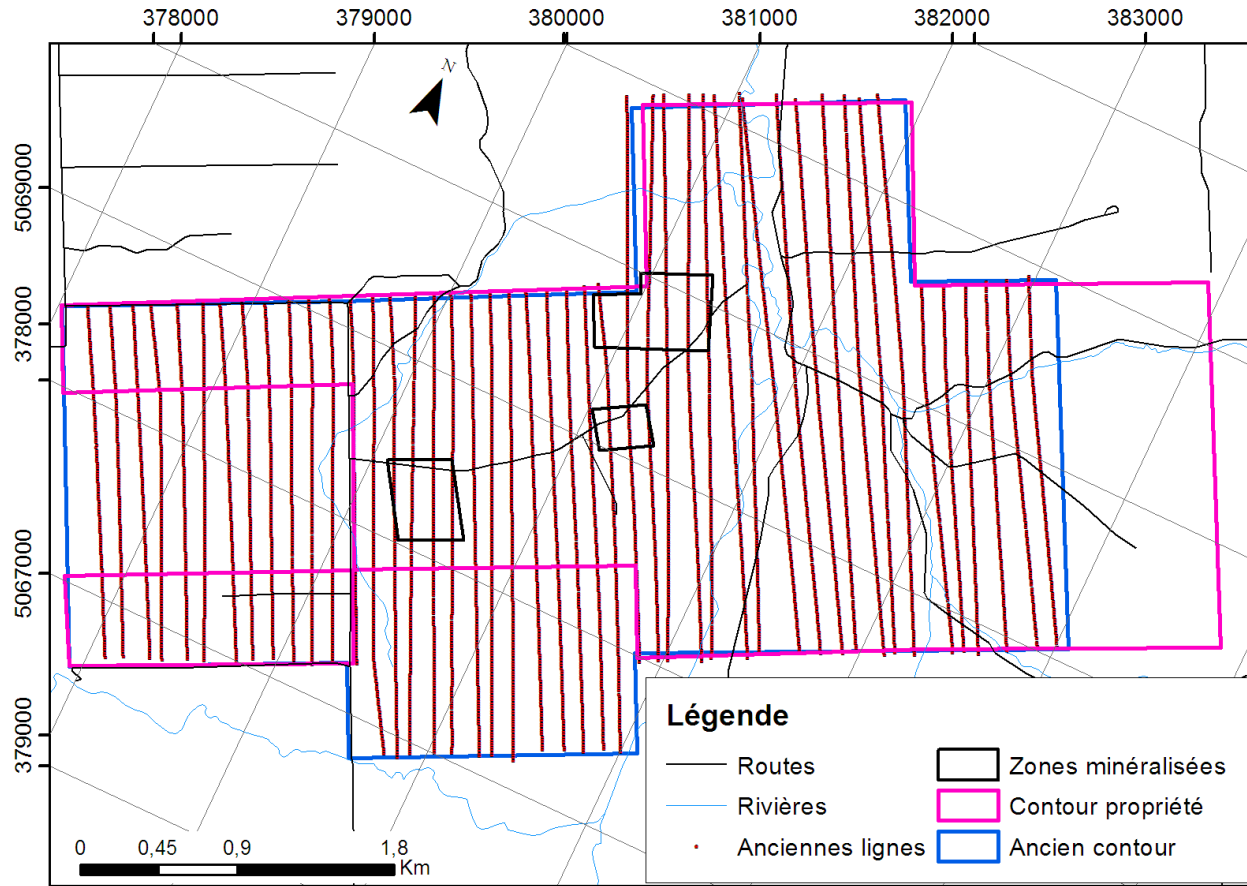 378000 379000 380000 381000 382000 383000
N
5069000
378000
5067000
379000
Légende
Routes
Rivières
Anciennes lignes
Zones minéralisées
Contour propriété
Ancien contour
0 0,45 0,9 1,8
Km